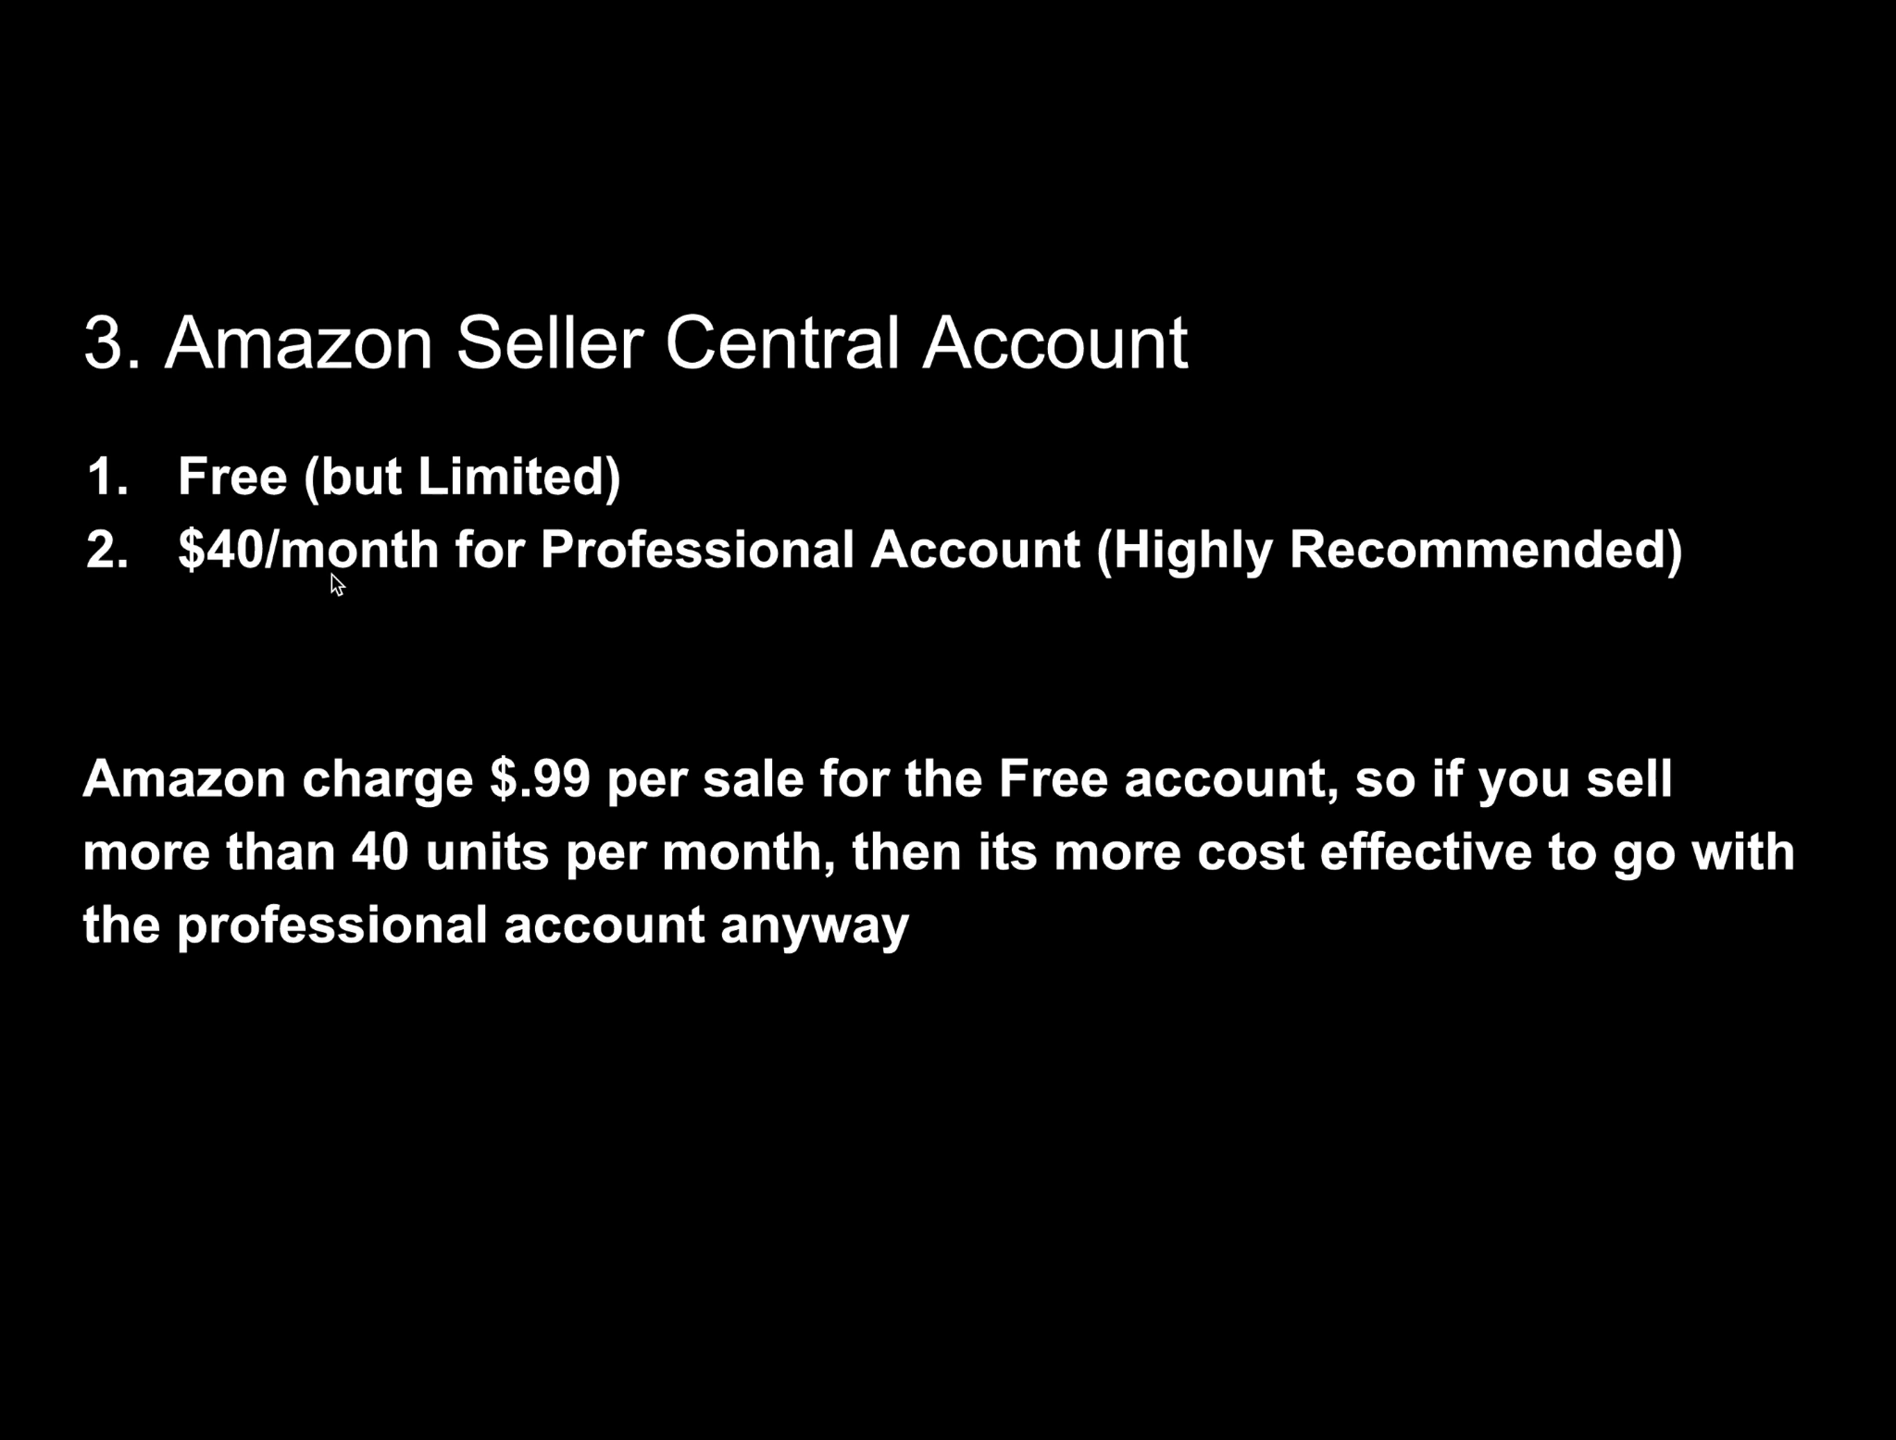 3. Amazon Seller Central Account
1. Free (but Limited)
2. $40/month for Professional Account (Highly Recommended)
Amazon charge $.99 per sale for the Free account, so if you sell
more than 40 units per month, then its more cost effective to go with
the professional account anyway